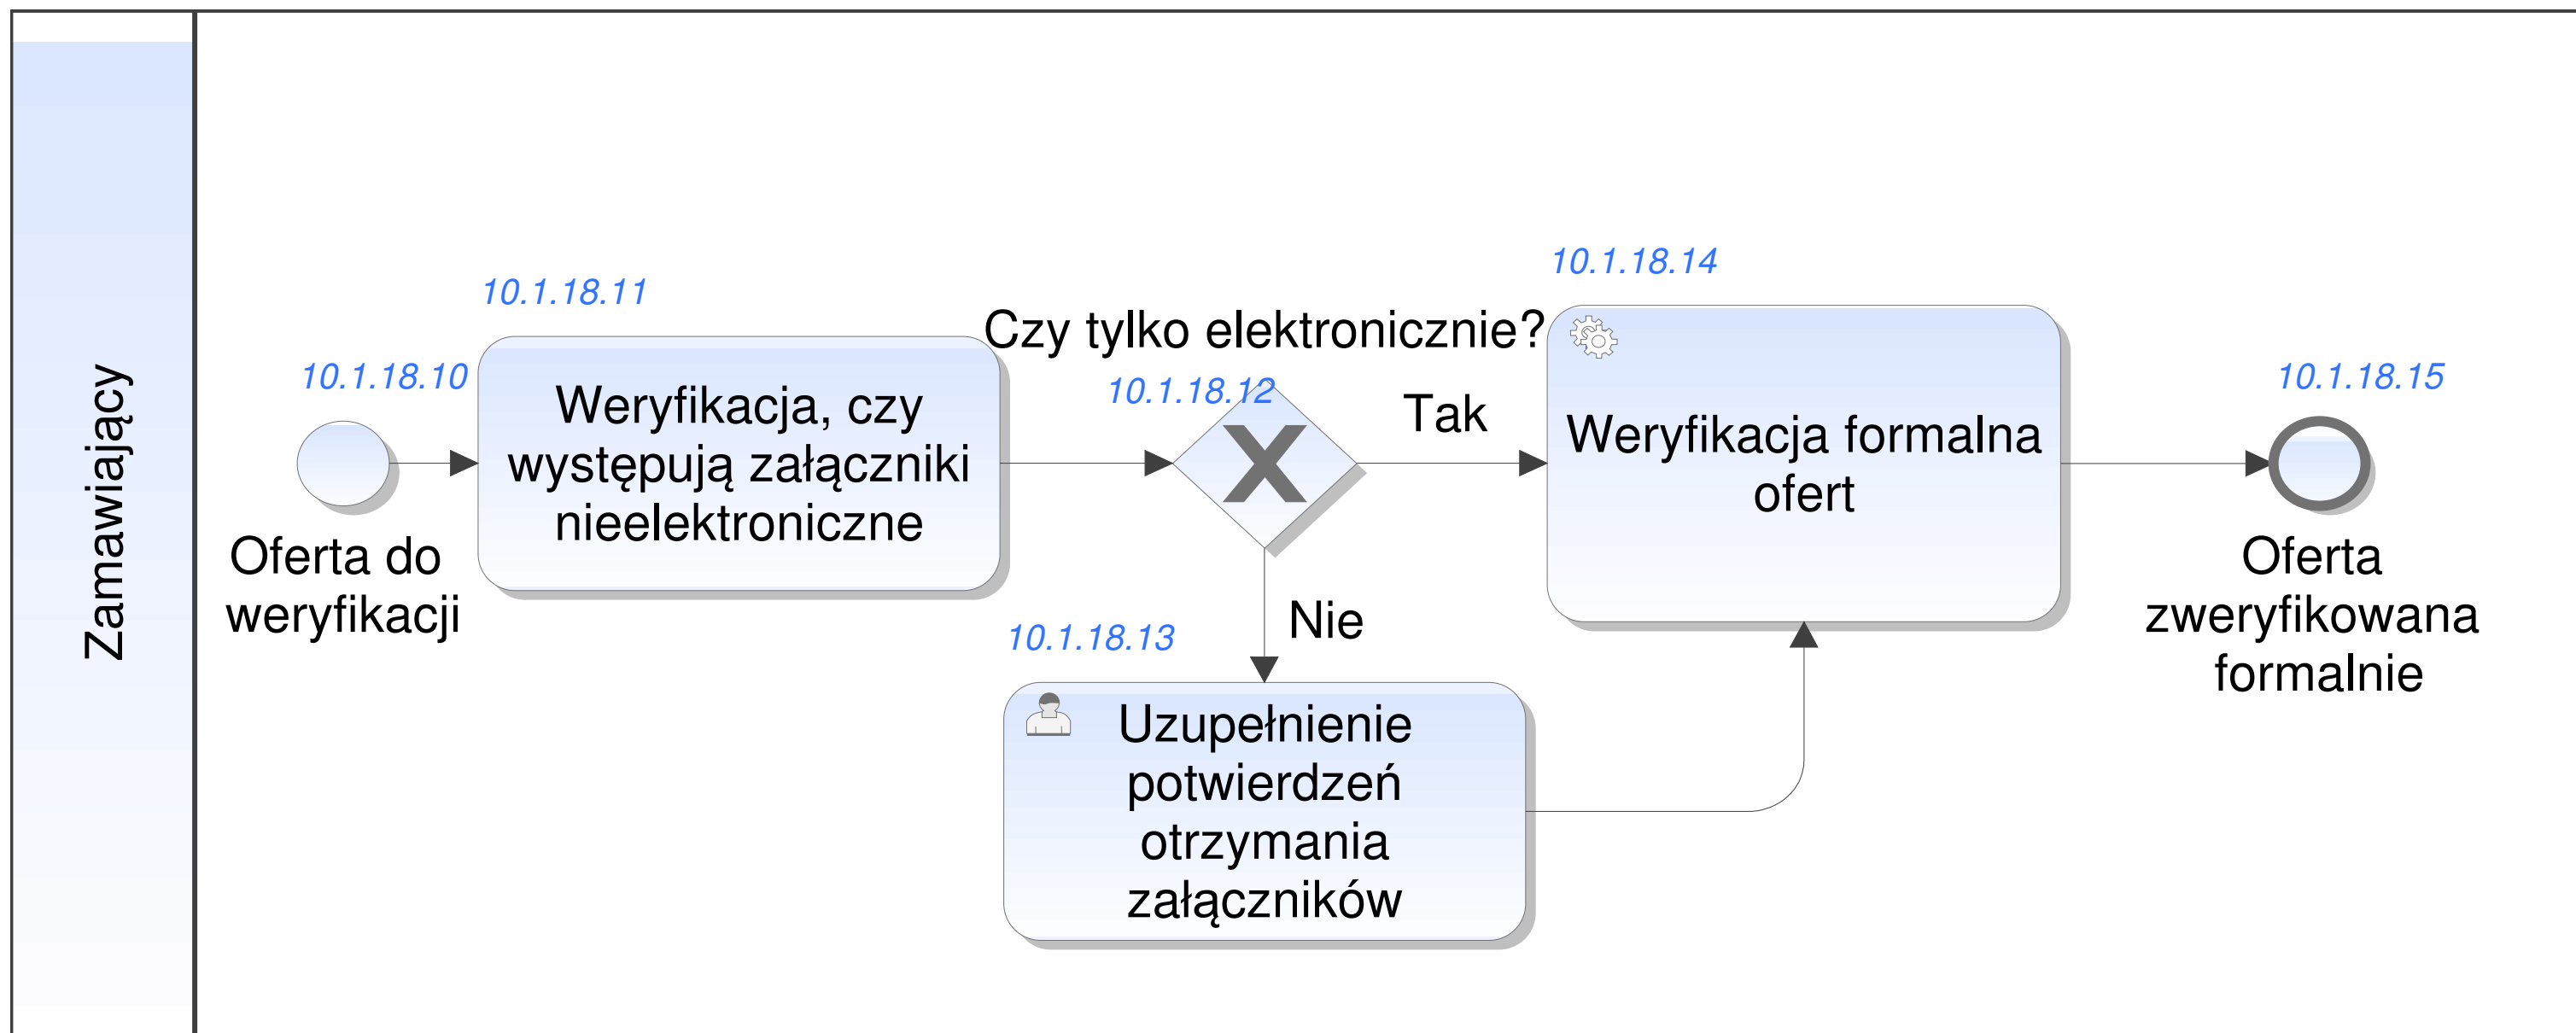 Zamawiający
10.1.18.10
Oferta do
weryfikacji
10.1.18.11
Weryfikacja, czy
występują załączniki
nieelektroniczne
Czy tylko elektronicznie?
10.1.18.12
Tak
Nie
10.1.18.13
Uzupełnienie
potwierdzeń
otrzymania
załączników
10.1.18.14
Weryfikacja formalna
ofert
10.1.18.15
Oferta
zweryfikowana
formalnie